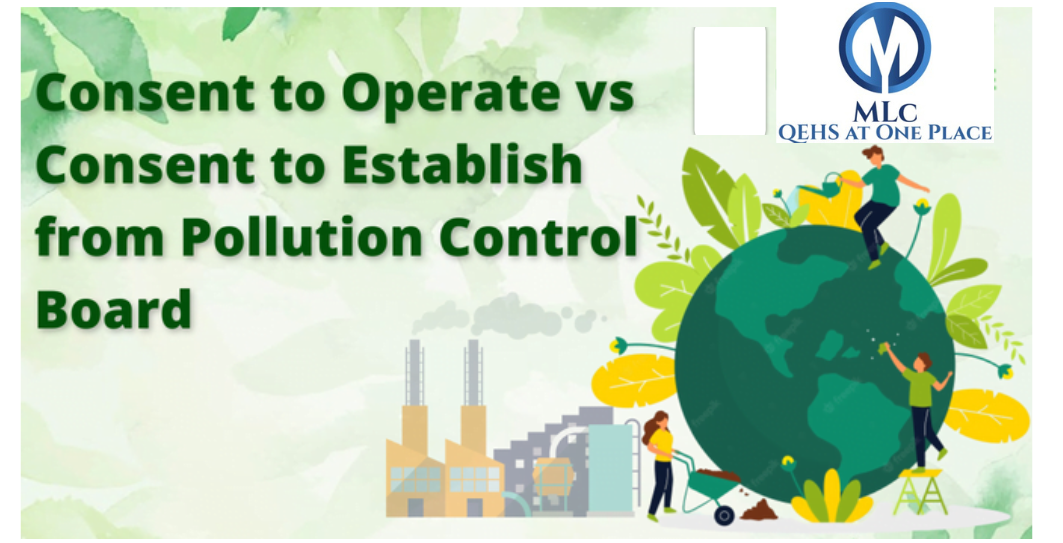 Consent to Operate vs
Consent to Establish
from Pollution Control
Board
MLC
QEHS AT ONE PLACE